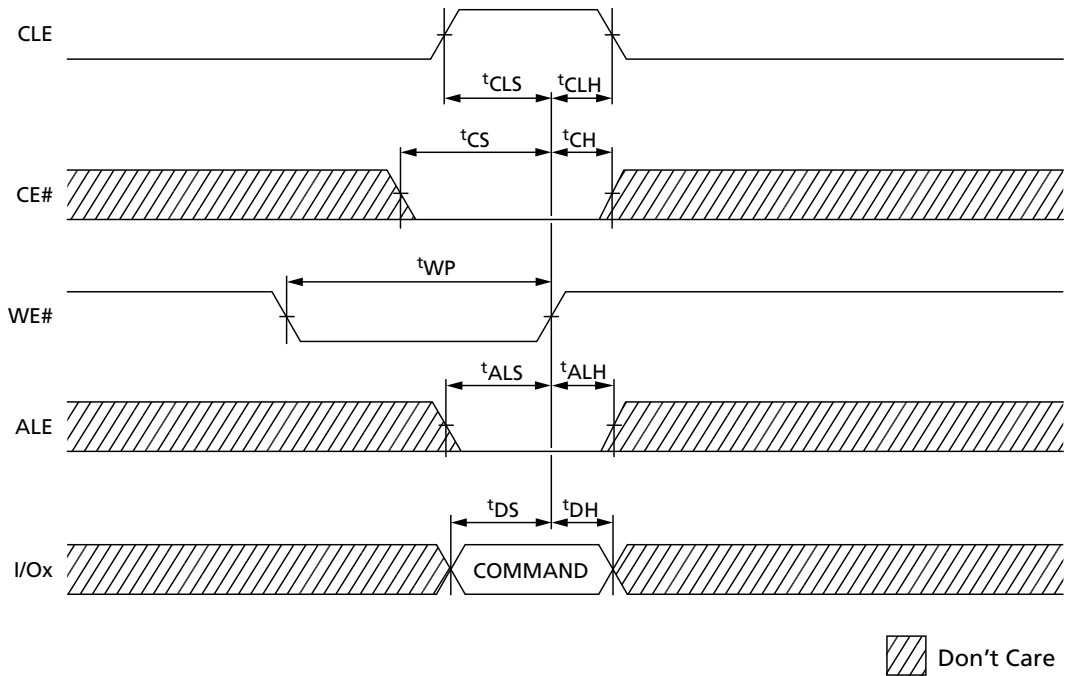 CLE
tCLS
tCLH
tCS
tCH
CE#
tWP
WE#
tALS
tALH
ALE
tDS
tDH
I/Ox
COMMAND
Don't Care